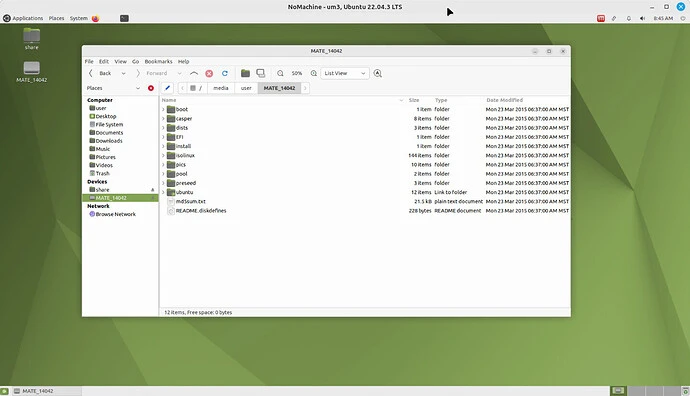 NoMachine - um3, Ubuntu 22.04.3 LTS
Applications Places System
8:45 AM
share
MATE_14042
MATE_14042
File Edit View Go Bookmarks Help
Back Forward 50% List View
Places / media user MATE_14042
Name Size Type Date Modified
Computer
user
Desktop
File System
Documents
Downloads
Music
Pictures
Videos
Trash
Devices
share
MATE_14042
Network
Browse Network
boot 1 item folder Mon 23 Mar 2015 06:37:00 AM MST
casper 8 items folder Mon 23 Mar 2015 06:37:00 AM MST
dists 3 items folder Mon 23 Mar 2015 06:37:00 AM MST
EFI 1 item folder Mon 23 Mar 2015 06:37:00 AM MST
install 1 item folder Mon 23 Mar 2015 06:37:00 AM MST
isolinux 144 items folder Mon 23 Mar 2015 06:37:00 AM MST
pics 10 items folder Mon 23 Mar 2015 06:37:00 AM MST
pool 2 items folder Mon 23 Mar 2015 06:37:00 AM MST
preseed 3 items folder Mon 23 Mar 2015 06:37:00 AM MST
ubuntu 12 items Link to folder Mon 23 Mar 2015 06:37:00 AM MST
md5sum.txt 21.5 kB plain text document Mon 23 Mar 2015 06:37:00 AM MST
README.diskdefines 228 bytes README document Mon 23 Mar 2015 06:37:00 AM MST
12 items, Free space: 0 bytes
MATE_14042